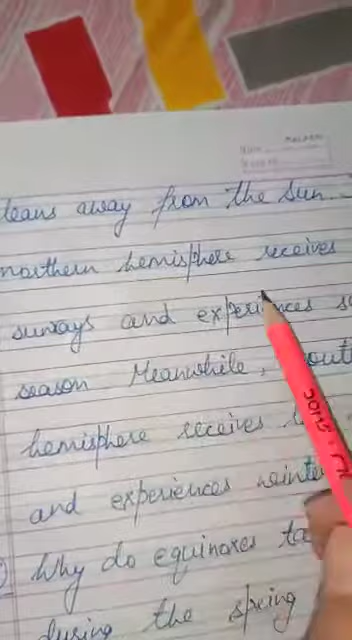 leans away from the Sun.
northern hemisphere receives
sunrays and experiences
season Meanwhile,
hemisphere receives
and experiences
Why do equinoxes
during the spring